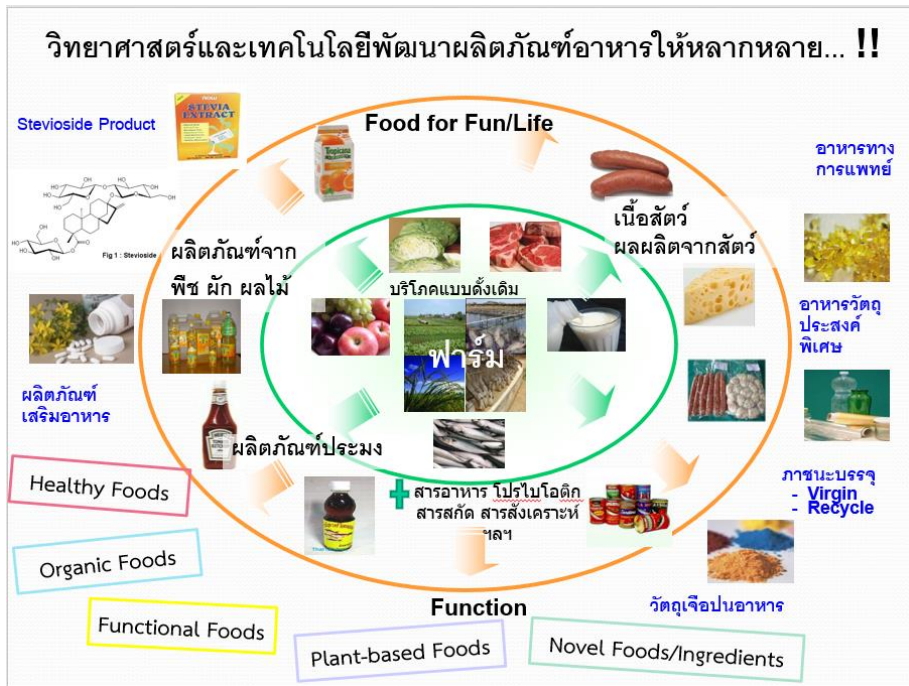 วิทยาศาสตร์และเทคโนโลยีพัฒนาผลิตภัณฑ์อาหารให้หลากหลาย... !!
Stevioside Product
STEVIA
EXTRACT
Food for Fun/Life
Tropicana
อาหารทาง
การแพทย์
เนื้อสัตว์
ผลผลิตจากสัตว์
Fig 1 : Stevioside
ผลิตภัณฑ์จาก
พืช ผัก ผลไม้
บริโภคแบบดั้งเดิม
ฟาร์ม
อาหารวัตถุ
ประสงค์
พิเศษ
ผลิตภัณฑ์
เสริมอาหาร
HEINZ
ผลิตภัณฑ์ประมง
Healthy Foods
+ สารอาหาร โปรไบโอติก
สารสกัด สารสังเคราะห์
ฯลฯ
ภาชนะบรรจุ
- Virgin
- Recycle
Organic Foods
Function
วัตถุเจือปนอาหาร
Functional Foods
Plant-based Foods
Novel Foods/Ingredients